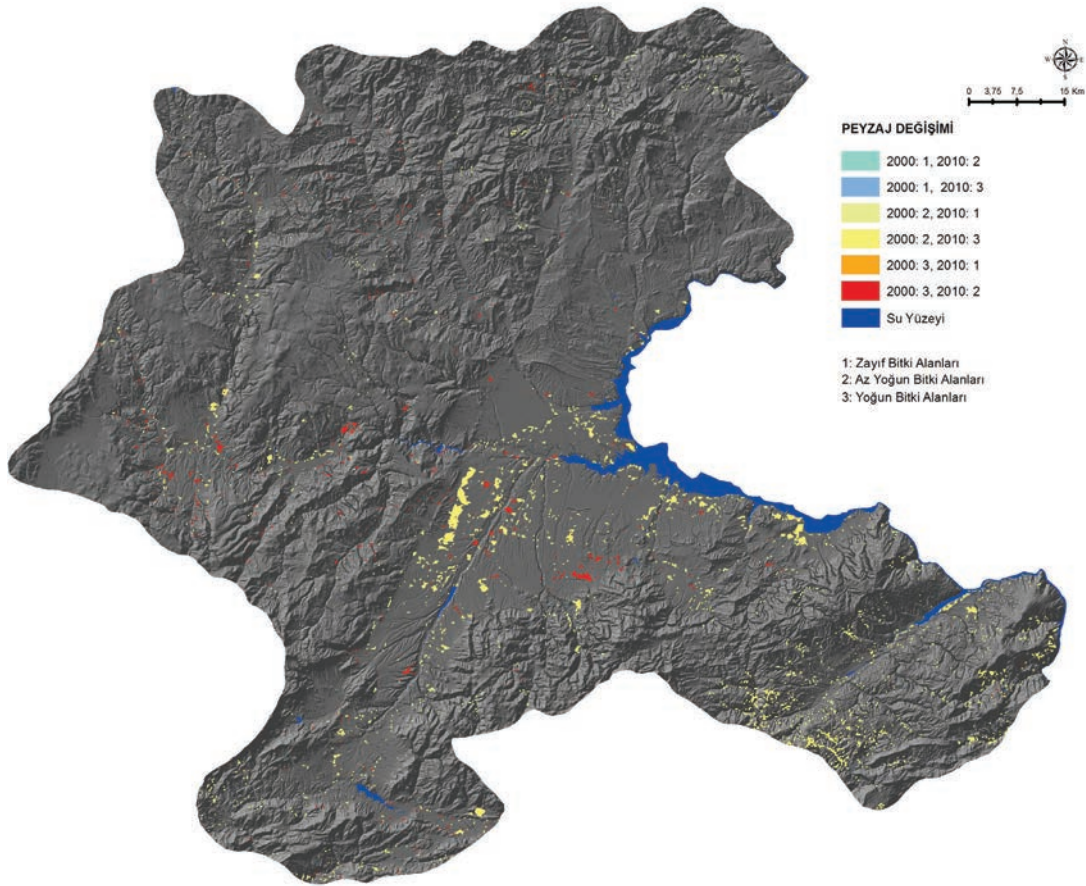 N
W E
S
0 3,75 7,5 15 Km
PEYZAJ DEĞİŞİMİ
2000: 1, 2010: 2
2000: 1, 2010: 3
2000: 2, 2010: 1
2000: 2, 2010: 3
2000: 3, 2010: 1
2000: 3, 2010: 2
Su Yüzeyi
1: Zayıf Bitki Alanları
2: Az Yoğun Bitki Alanları
3: Yoğun Bitki Alanları